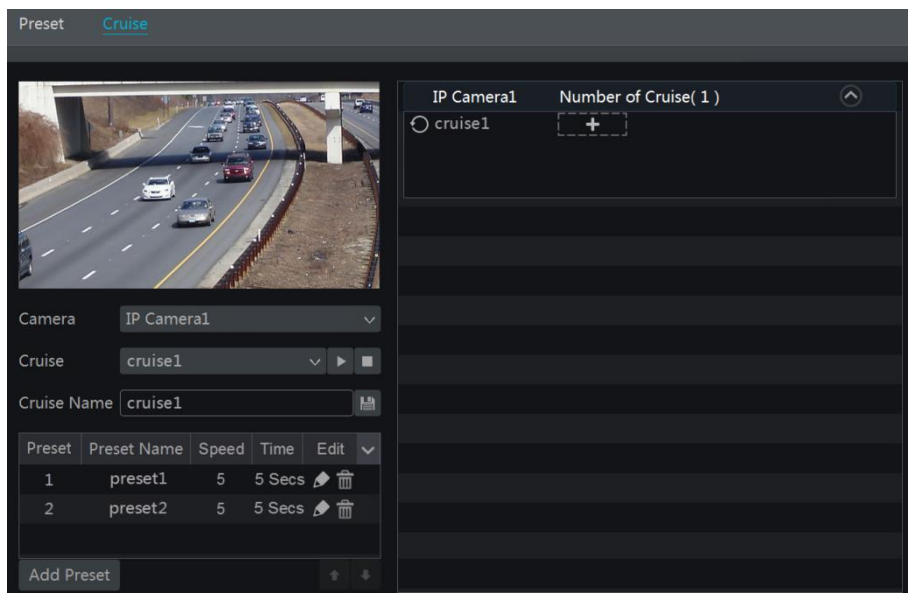 Preset Cruise
IP Camera1 Number of Cruise( 1 )
cruise1
Camera IP Camera1
Cruise cruise1
Cruise Name cruise1
Preset Preset Name Speed Time Edit
1 preset1 5 5 Secs
2 preset2 5 5 Secs
Add Preset